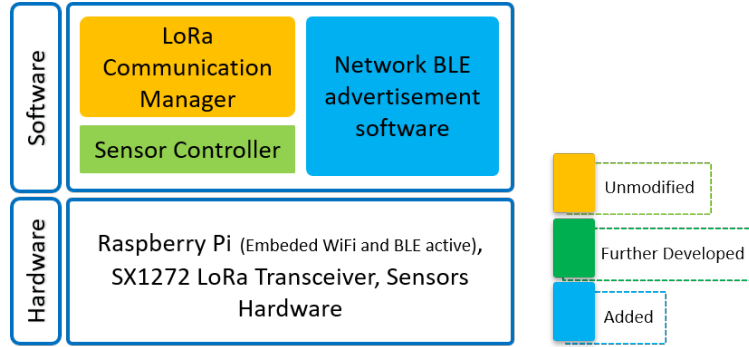 Software
LoRa
Communication
Manager
Sensor Controller
Network BLE
advertisement
software
Hardware
Raspberry Pi (Embeded WiFi and BLE active),
SX1272 LoRa Transceiver, Sensors
Hardware
Unmodified
Further Developed
Added